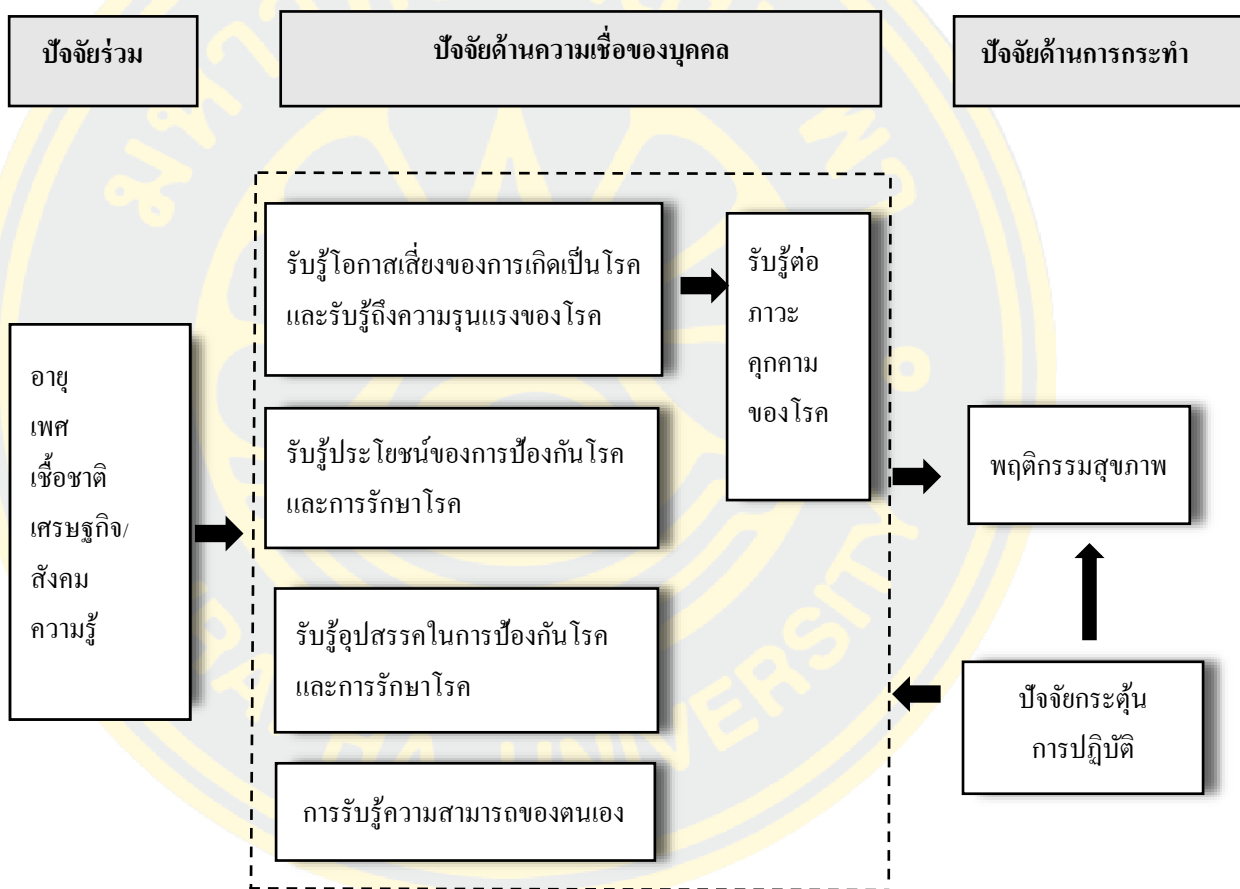 ปัจจัยร่วม
ปัจจัยด้านความเชื่อของบุคคล
ปัจจัยด้านการกระทำ
อายุ
เพศ
เชื้อชาติ
เศรษฐกิจ/
สังคม
ความรู้
รับรู้โอกาสเสี่ยงของการเกิดเป็นโรค
และรับรู้ถึงความรุนแรงของโรค
รับรู้ต่อ
ภาวะ
คุกคาม
ของโรค
รับรู้ประโยชน์ของการป้องกันโรค
และการรักษาโรค
รับรู้อุปสรรคในการป้องกันโรค
และการรักษาโรค
การรับรู้ความสามารถของตนเอง
พฤติกรรมสุขภาพ
ปัจจัยกระตุ้น
การปฏิบัติ
UNIVERSITY